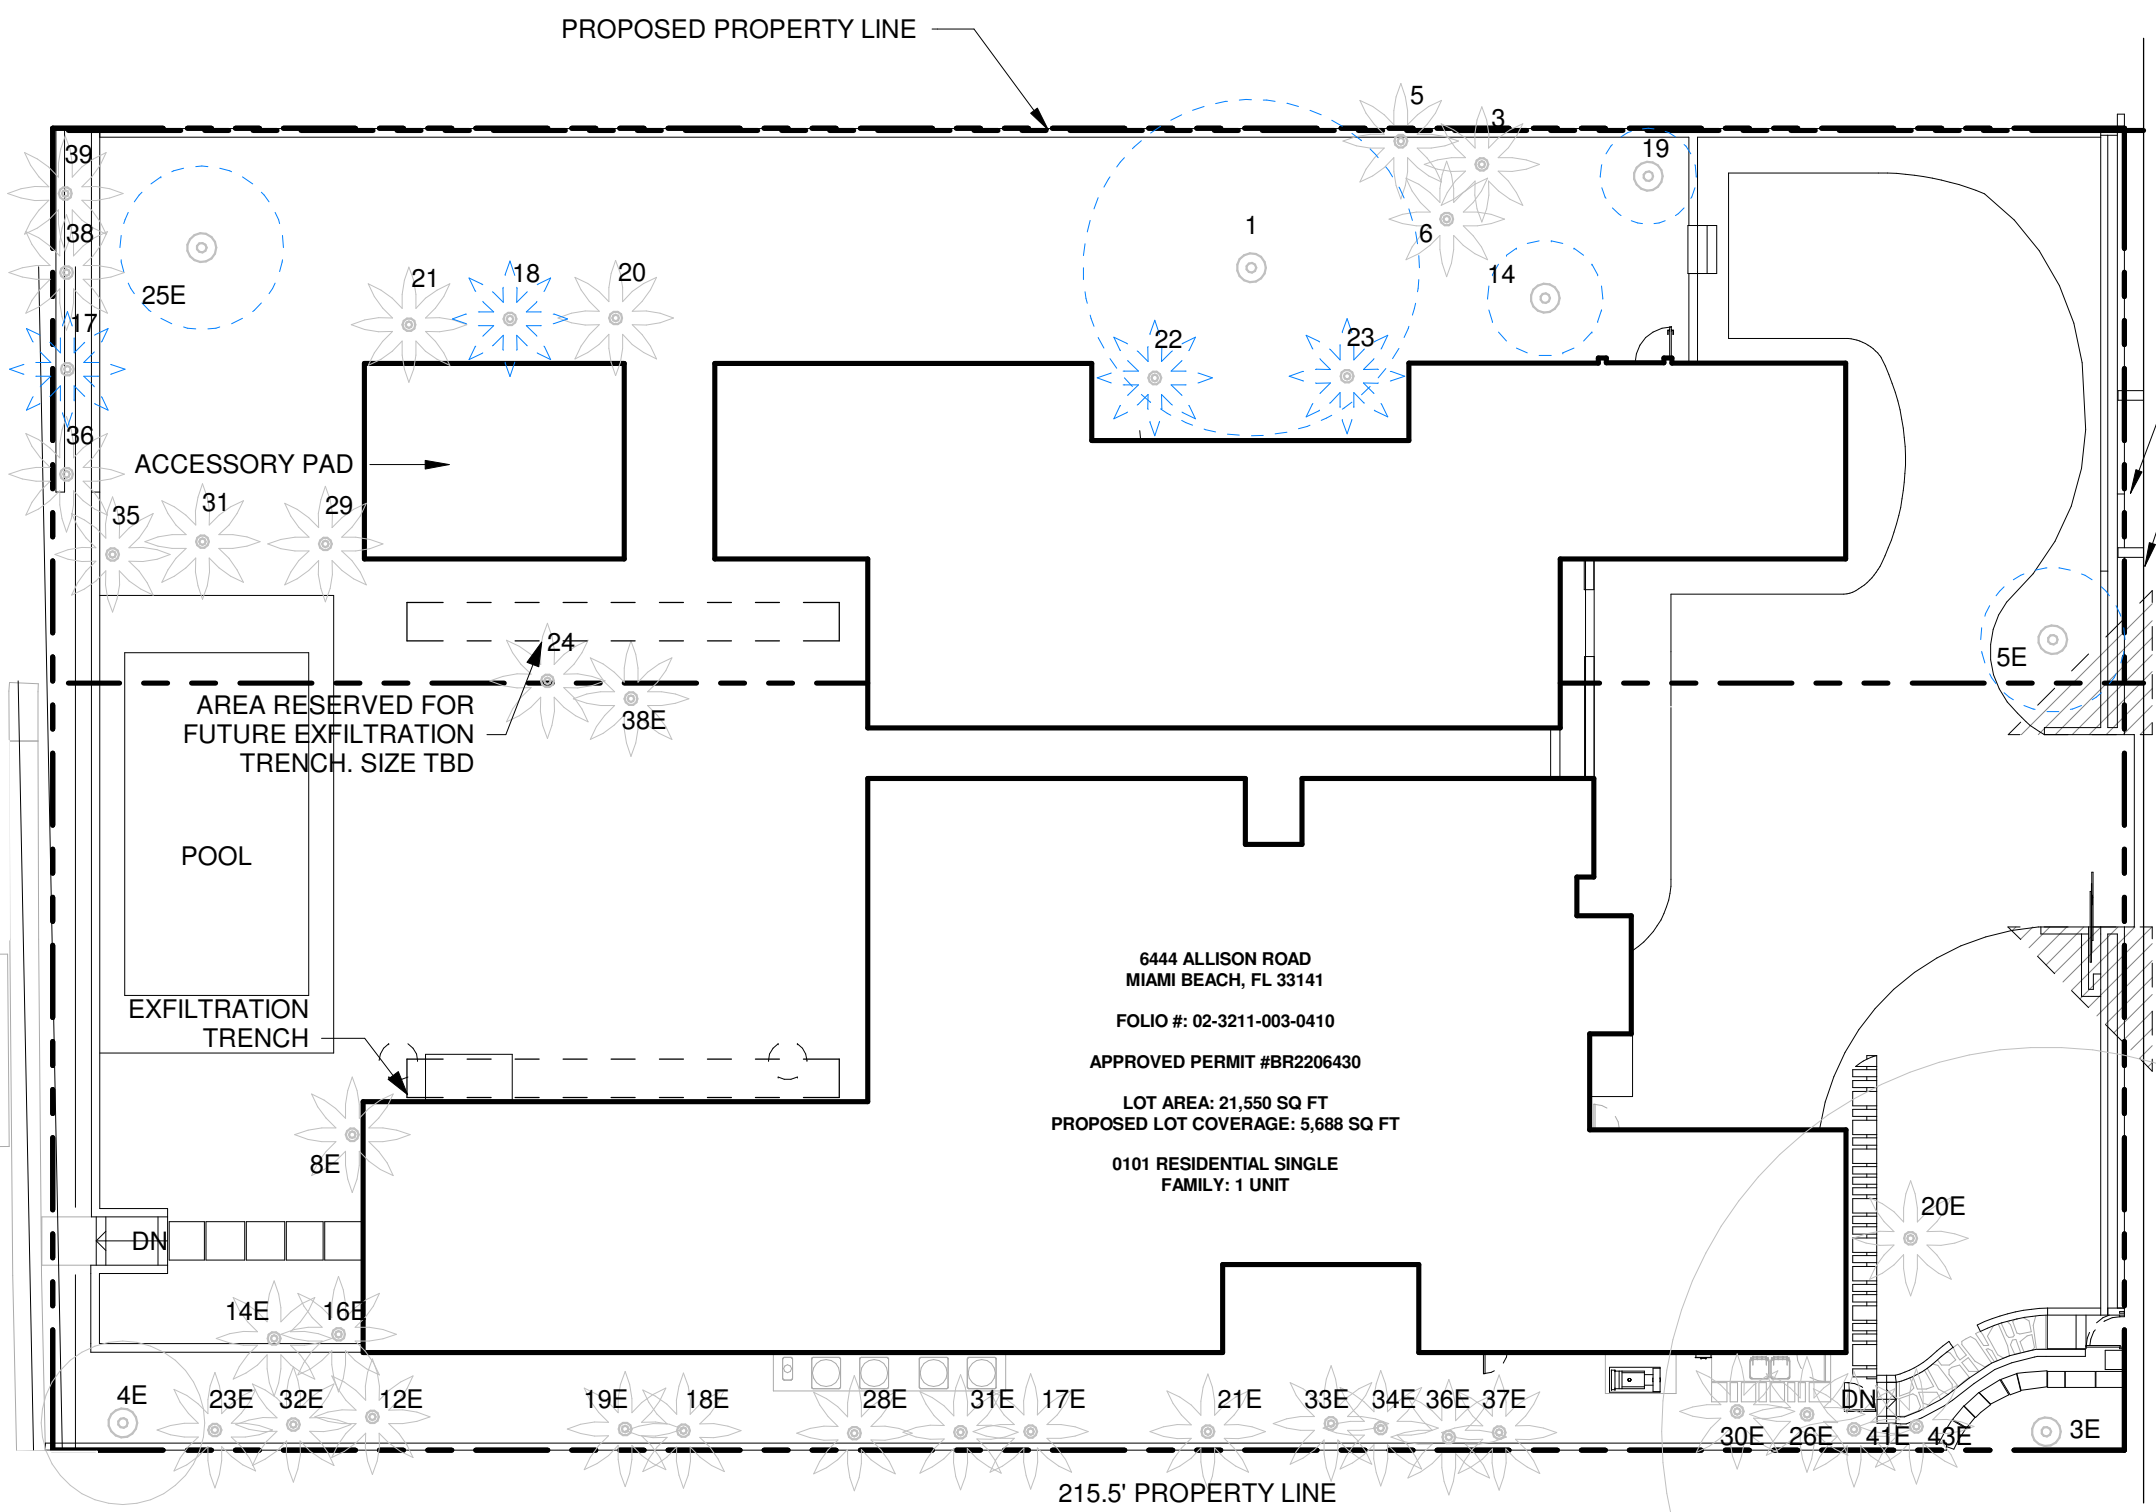 PROPOSED PROPERTY LINE
5
3
39
19
1
38
6
21
18
20
14
25E
17
22
23
36
ACCESSORY PAD
35
31
29
24
5E
AREA RESERVED FOR
FUTURE EXFILTRATION
TRENCH. SIZE TBD
38E
POOL
6444 ALLISON ROAD
MIAMI BEACH, FL 33141
EXFILTRATION
TRENCH
FOLIO #: 02-3211-003-0410
APPROVED PERMIT #BR2206430
LOT AREA: 21,550 SQ FT
PROPOSED LOT COVERAGE: 5,688 SQ FT
0101 RESIDENTIAL SINGLE
FAMILY: 1 UNIT
8E
20E
DN
14E
16E
4E
23E
32E
12E
19E
18E
28E
31E
17E
21E
33E
34E
36E
37E
DN
30E
26E
41E
43E
3E
215.5' PROPERTY LINE